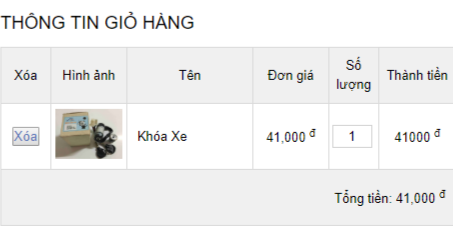 THÔNG TIN GIỎ HÀNG
Xóa Hình ảnh Tên Đơn giá Số lượng Thành tiền
Xóa Khóa Xe 41,000 đ 1 41000 đ
Tổng tiền: 41,000 đ